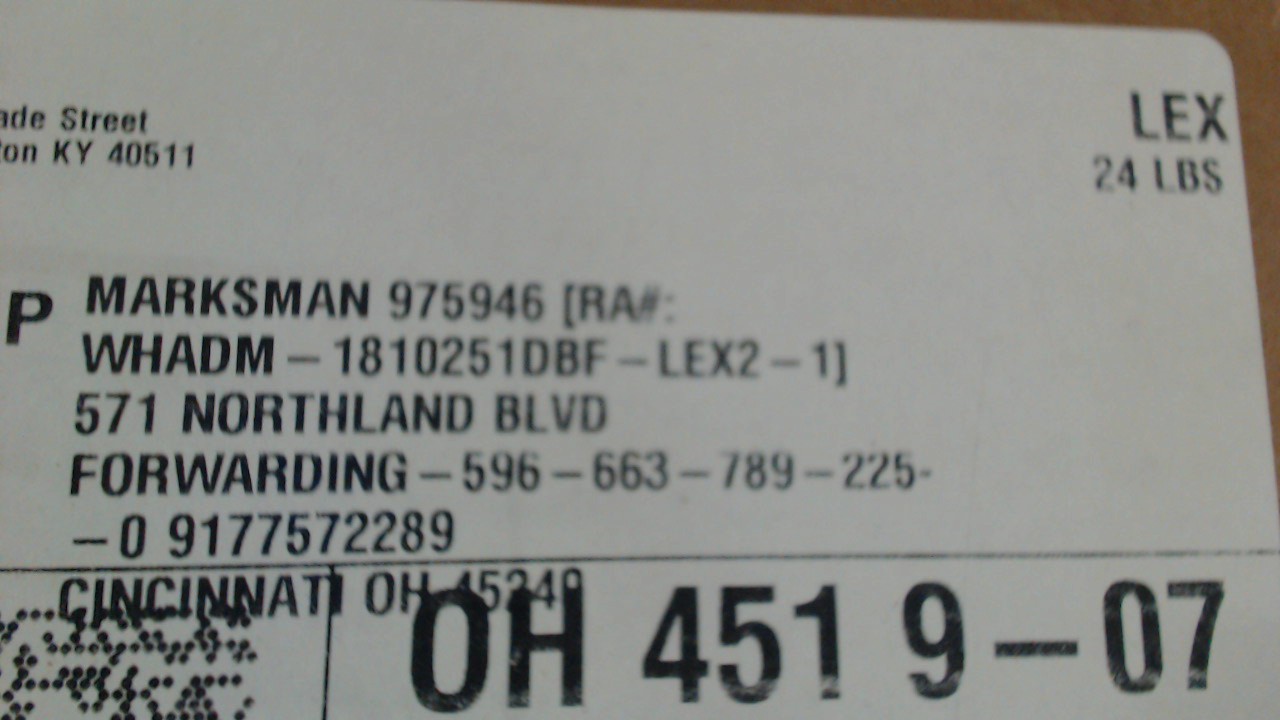 ade Street
ton KY 40511
LEX
24 LBS
P MARKSMAN 975946 [RA#:
WHADM-1810251DBF-LEX2-1]
571 NORTHLAND BLVD
FORWARDING-596-663-789-225-
-0 9177572289
CINCINNATI OH 45240
OH 451 9-07